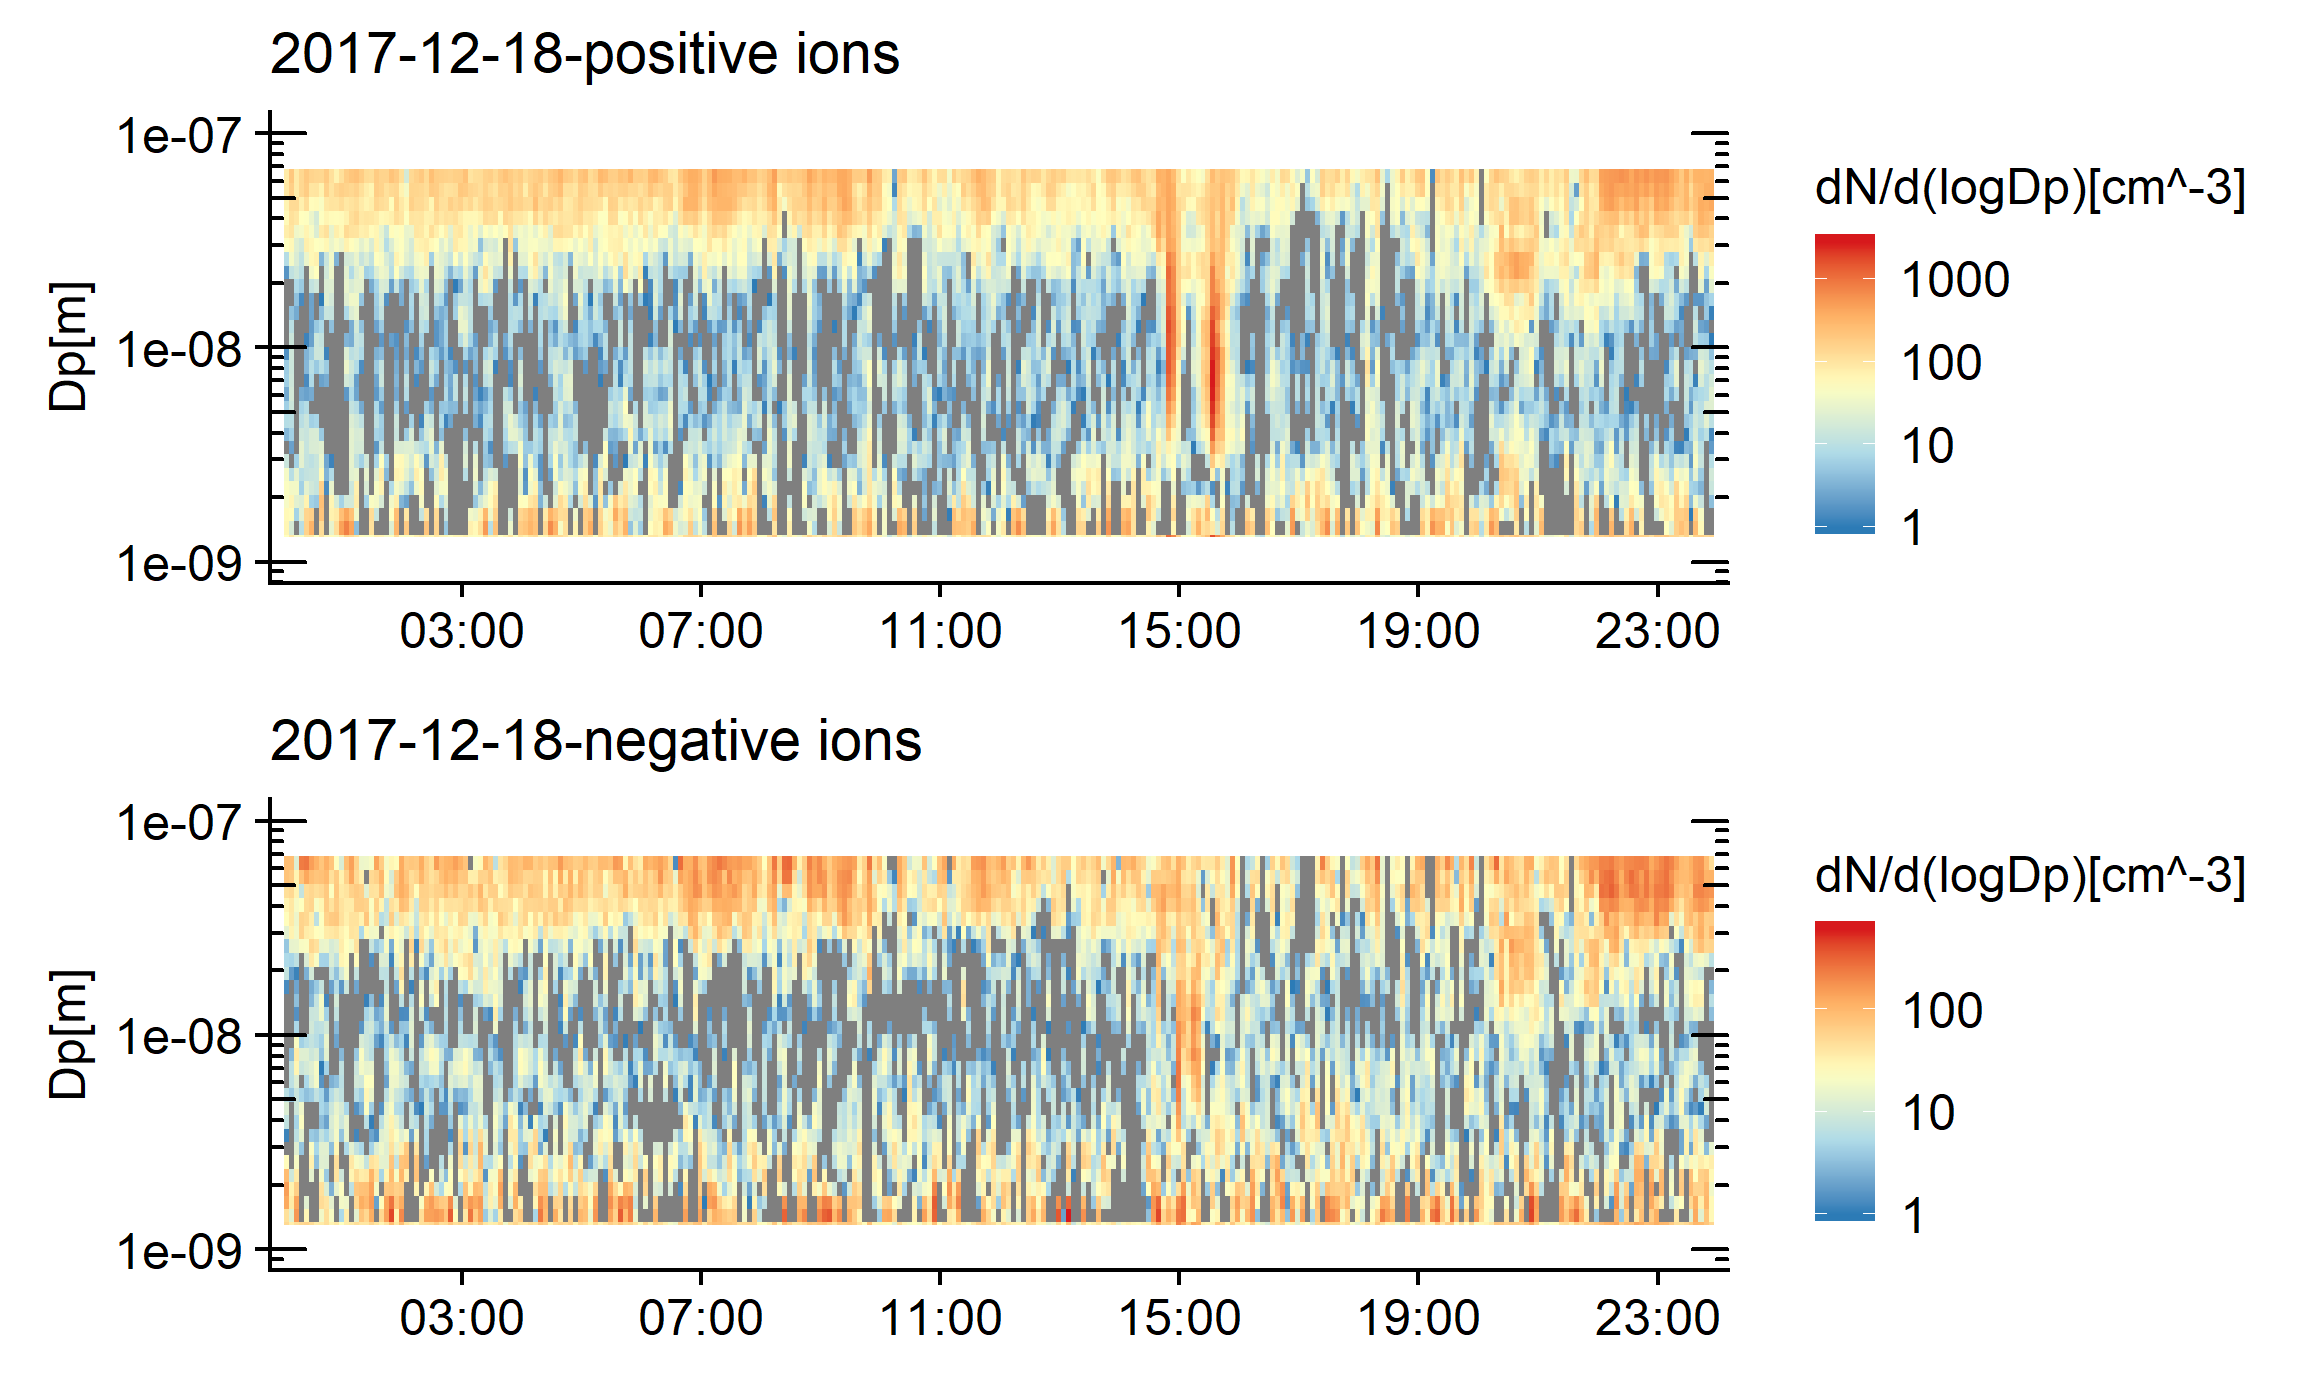 2017-12-18-positive ions
1e-07
1e-08
1e-09
Dp[m]
03:00 07:00 11:00 15:00 19:00 23:00
dN/d(logDp)[cm^-3]
1000
100
10
1
2017-12-18-negative ions
1e-07
1e-08
1e-09
Dp[m]
03:00 07:00 11:00 15:00 19:00 23:00
dN/d(logDp)[cm^-3]
100
10
1